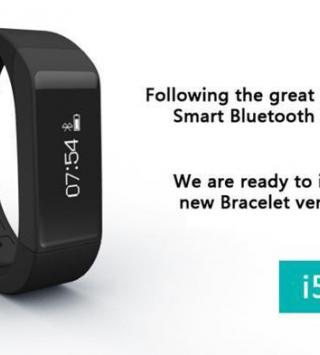 Following the great
Smart Bluetooth
07:54
We are ready to i
new Bracelet ver
i5